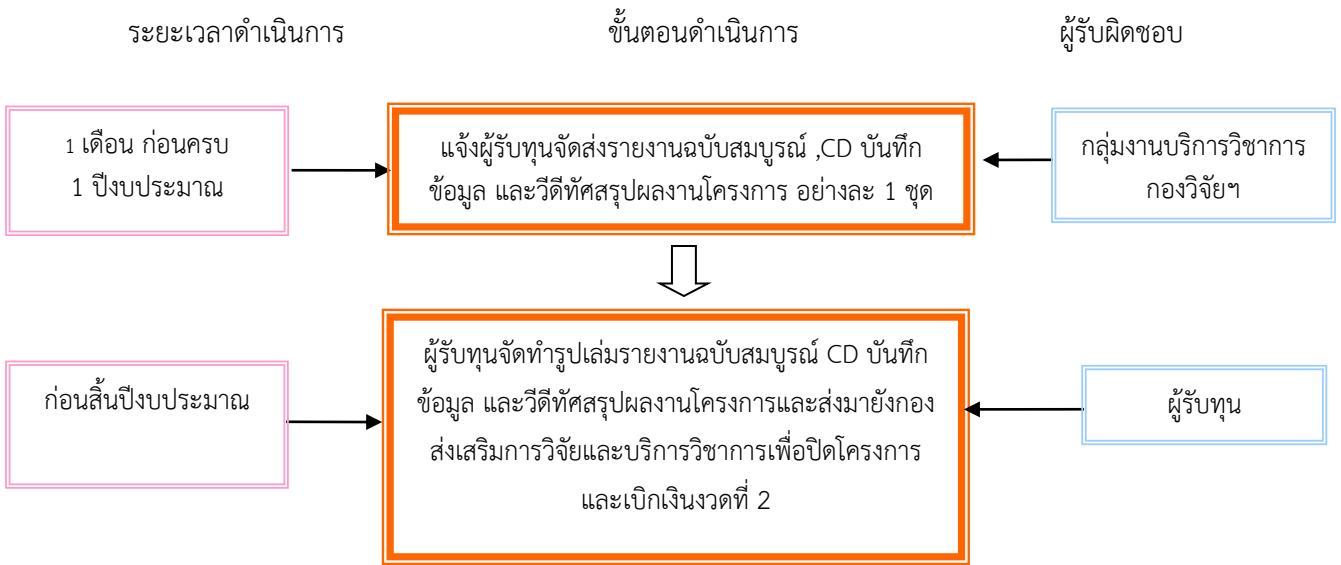 ระยะเวลาดำเนินการ ขั้นตอนดำเนินการ ผู้รับผิดชอบ
1 เดือน ก่อนครบ
1 ปีงบประมาณ
แจ้งผู้รับทุนจัดส่งรายงานฉบับสมบูรณ์ ,CD บันทึก
ข้อมูล และวีดีทัศสรุปผลงานโครงการ อย่างละ 1 ชุด
กลุ่มงานบริการวิชาการ
กองวิจัยฯ
ก่อนสิ้นปีงบประมาณ
ผู้รับทุนจัดทำรูปเล่มรายงานฉบับสมบูรณ์ CD บันทึก
ข้อมูล และวีดีทัศสรุปผลงานโครงการและส่งมายังกอง
ส่งเสริมการวิจัยและบริการวิชาการเพื่อปิดโครงการ
และเบิกเงินงวดที่ 2
ผู้รับทุน